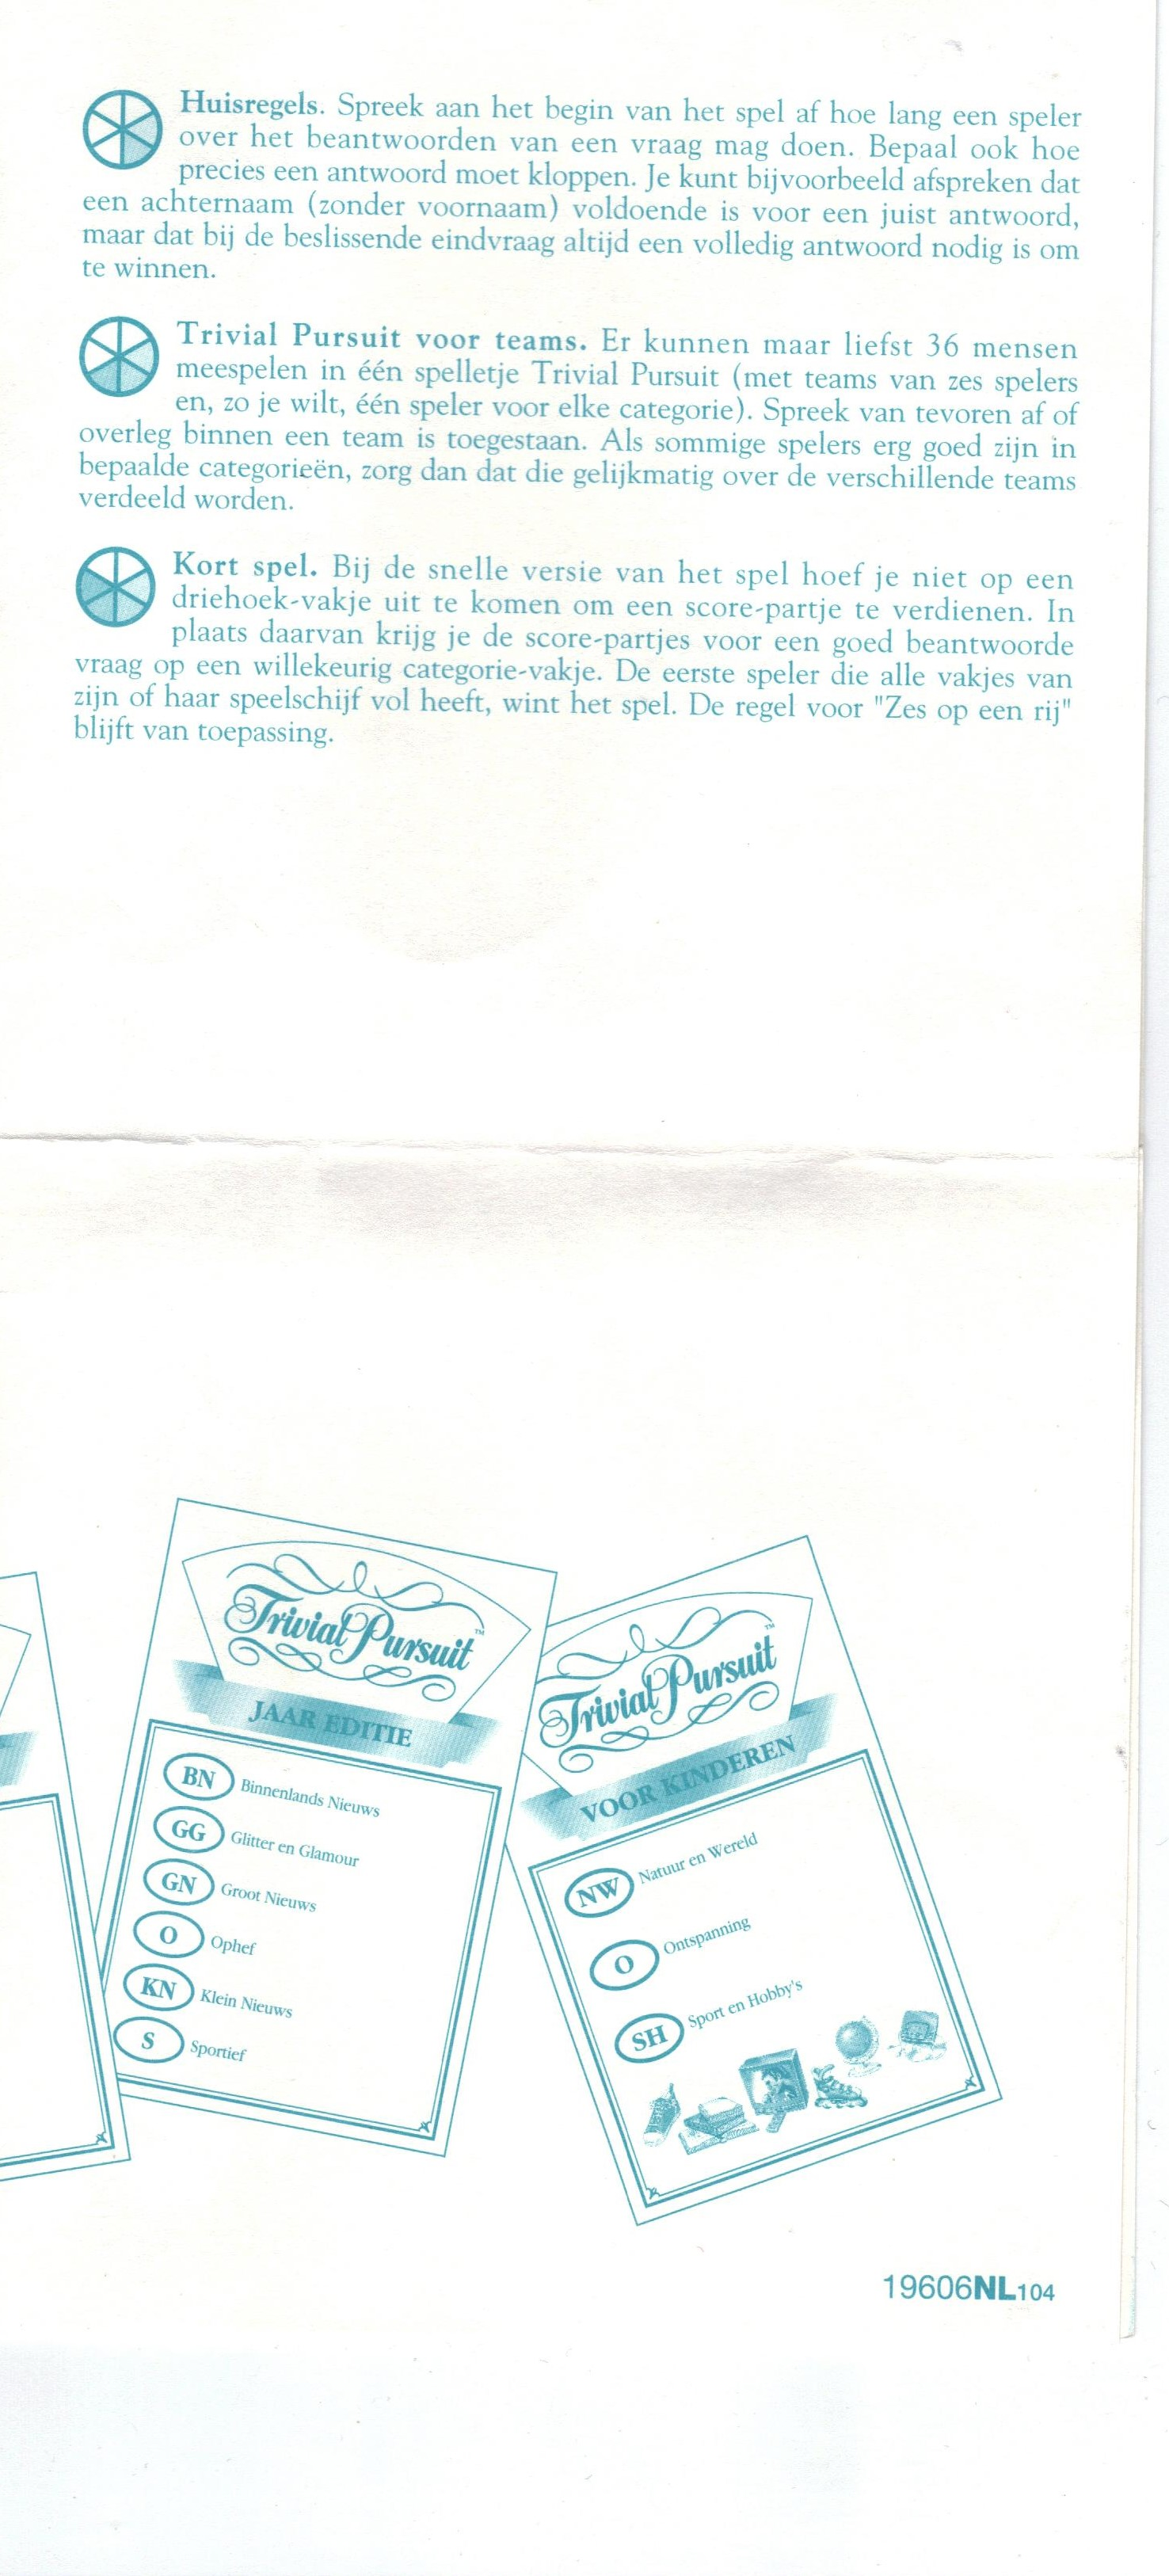 Huisregels. Spreek aan het begin van het spel af hoe lang een speler
over het beantwoorden van een vraag mag doen. Bepaal ook hoe
precies een antwoord moet kloppen. Je kunt bijvoorbeeld afspreken dat
een achternaam (zonder voornaam) voldoende is voor een juist antwoord,
maar dat bij de beslissende eindvraag altijd een volledig antwoord nodig is om
te winnen.
Trivial Pursuit voor teams. Er kunnen maar liefst 36 mensen
meespelen in één spelletje Trivial Pursuit (met teams van zes spelers
en, zo je wilt, één speler voor elke categorie). Spreek van tevoren af of
overleg binnen een team is toegestaan. Als sommige spelers erg goed zijn in
bepaalde categorieën, zorg dan dat die gelijkmatig over de verschillende teams
verdeeld worden.
Kort spel. Bij de snelle versie van het spel hoef je niet op een
driehoek-vakje uit te komen om een score-partje te verdienen. In
plaats daarvan krijg je de score-partjes voor een goed beantwoorde
vraag op een willekeurig categorie-vakje. De eerste speler die alle vakjes van
zijn of haar speelschijf vol heeft, wint het spel. De regel voor "Zes op een rij"
blijft van toepassing.
Trivial Pursuit™
JAAR EDITIE
BN Binnenlands Nieuws
GG Glitter en Glamour
GN Groot Nieuws
O Ophef
KN Klein Nieuws
S Sportief
Trivial Pursuit™
VOOR KINDEREN
NW Natuur en Wereld
O Ontspanning
SH Sport en Hobby's
19606NL104